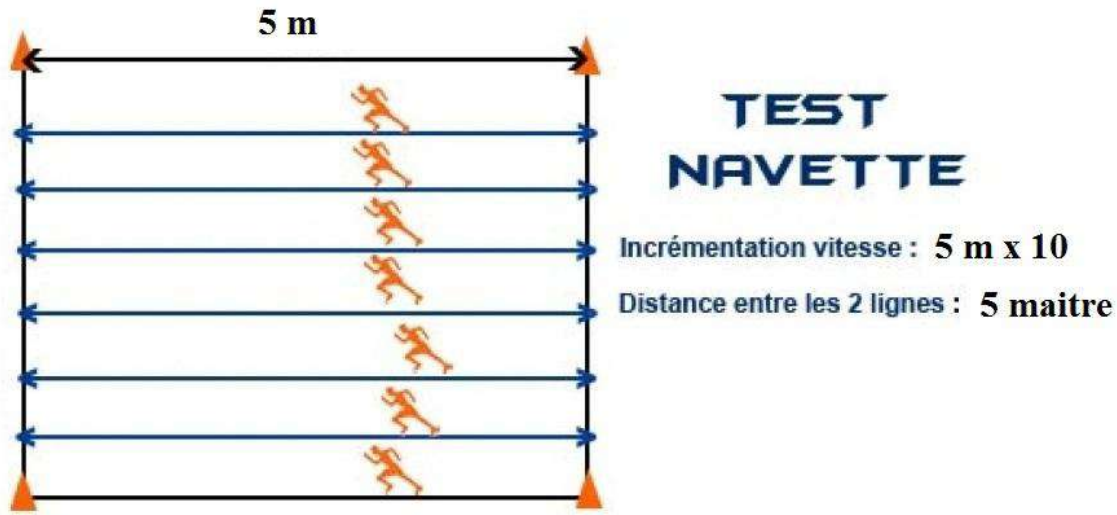 5 m
TEST
NAVETTE
Incrémentation vitesse : 5 m x 10
Distance entre les 2 lignes : 5 maitre